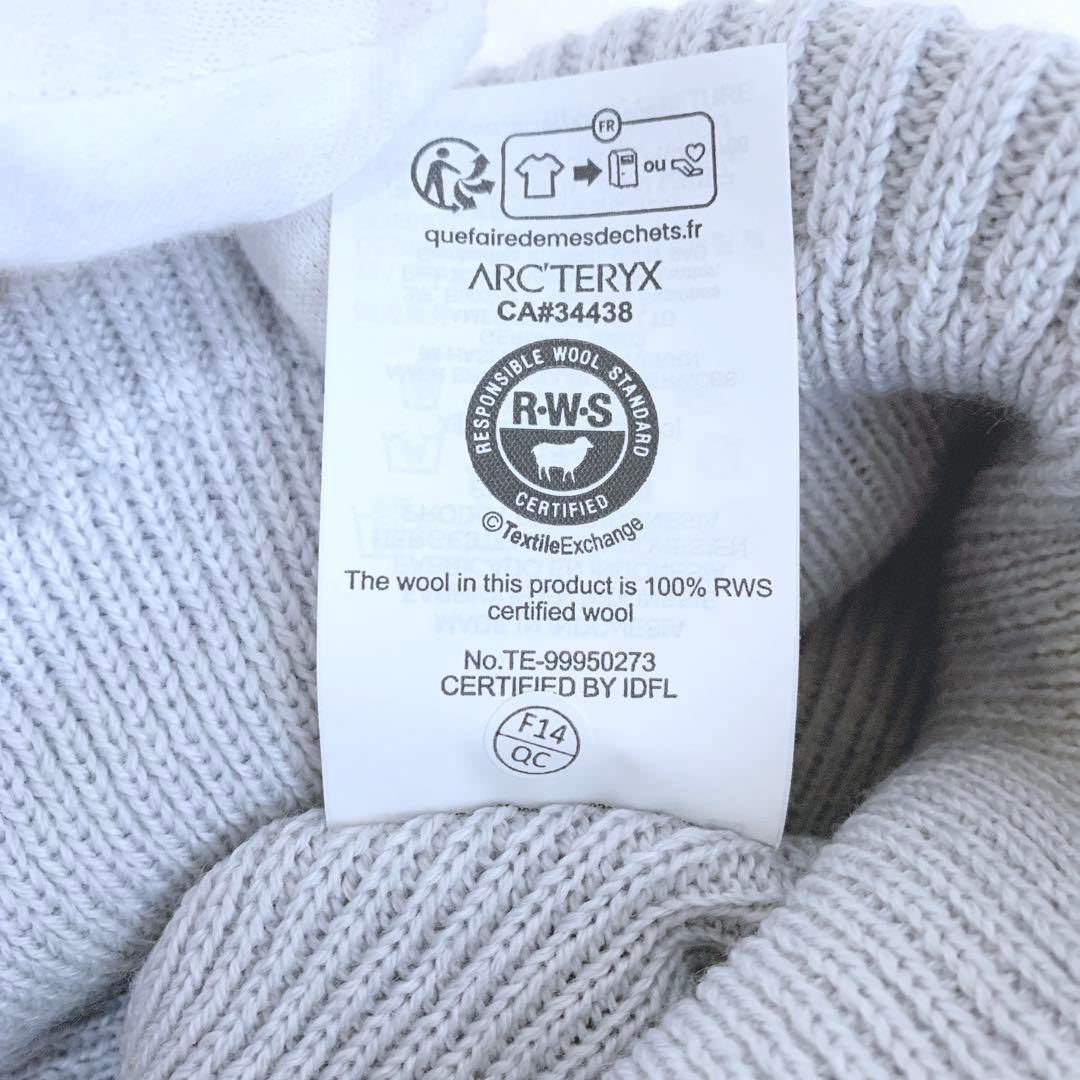 FR
ou
quefairedemesdechets.fr
ARC'TERYX
CA#34438
RESPONSIBLE WOOL STANDARD
R·W·S
CERTIFIED
©TextileExchange
The wool in this product is 100% RWS
certified wool
No.TE-99950273
CERTIFIED BY IDFL
F14
QC